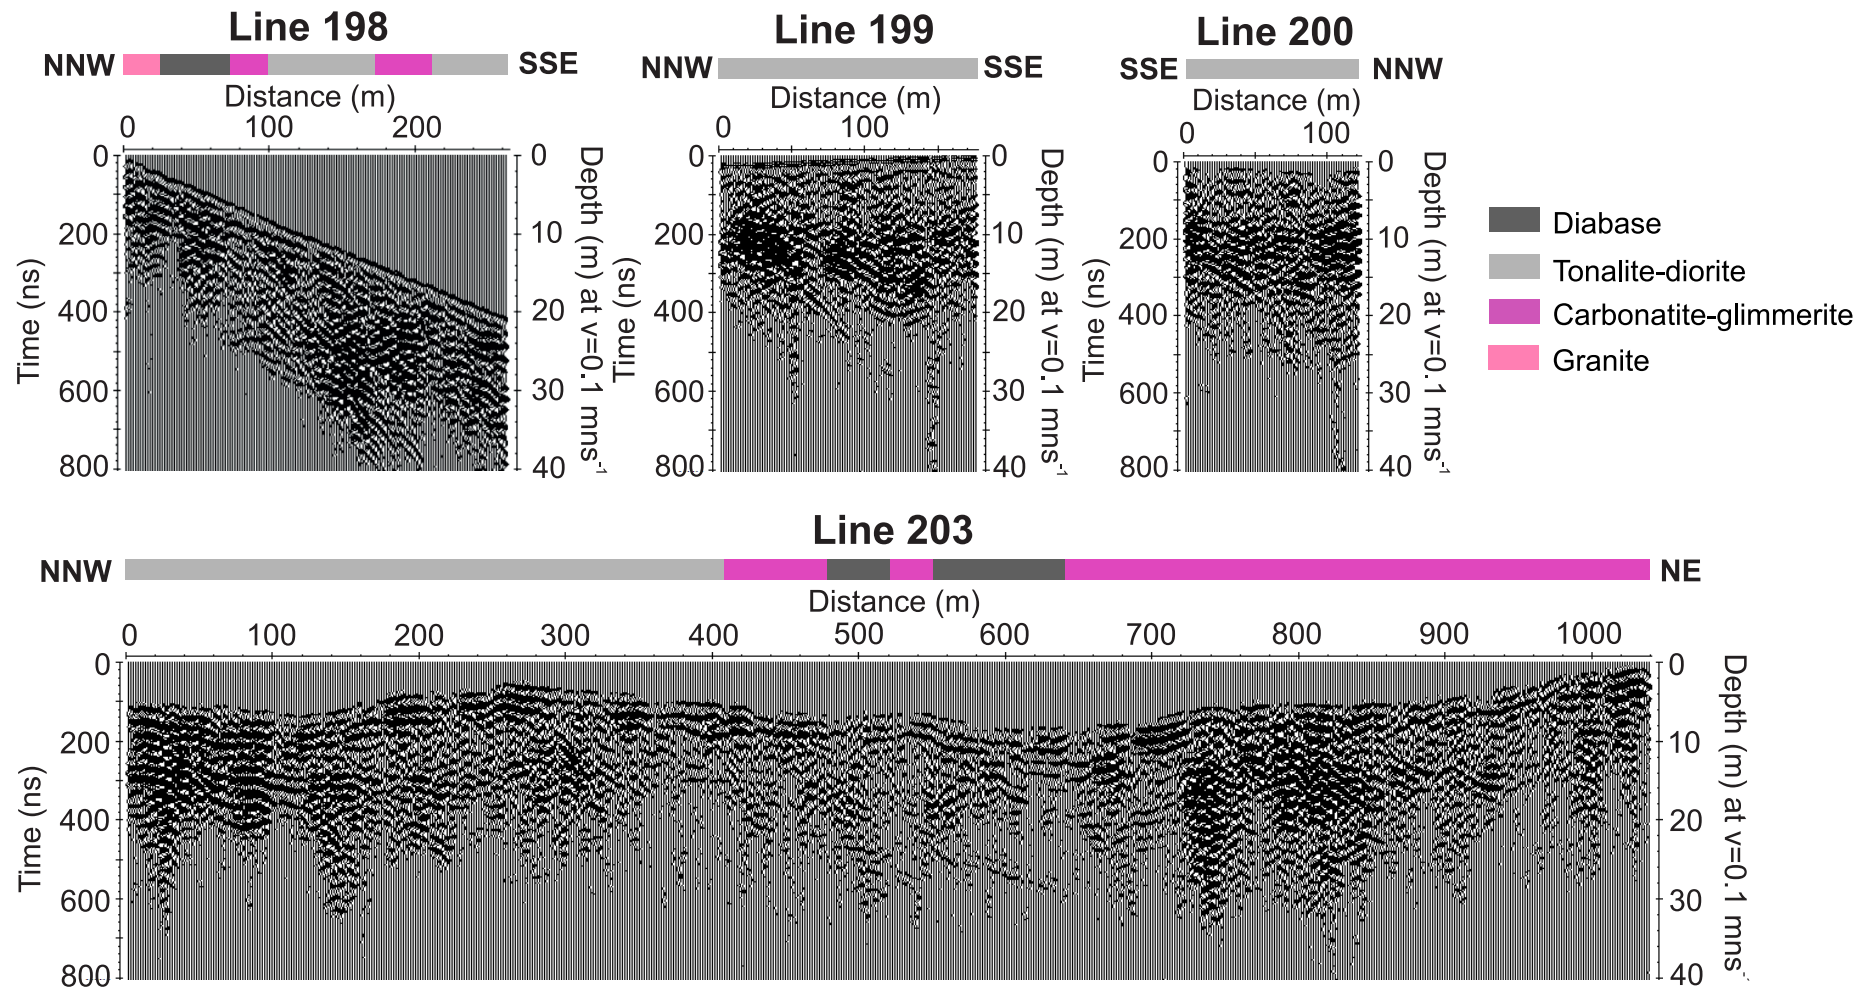 Line 198
NNW SSE
Distance (m)
0 100 200
0 200 400 600 800
Time (ns)
0 10 20 30 40
Depth (m) at v=0.1 mns-1
Line 199
NNW SSE
Distance (m)
0 100
0 200 400 600 800
Time (ns)
0 10 20 30 40
Depth (m) at v=0.1 mns-1
Line 200
SSE NNW
Distance (m)
0 100
0 200 400 600 800
Time (ns)
0 10 20 30 40
Depth (m) at v=0.1 mns-1
Diabase
Tonalite-diorite
Carbonatite-glimmerite
Granite
Line 203
NNW NE
Distance (m)
0 100 200 300 400 500 600 700 800 900 1000
0 200 400 600 800
Time (ns)
0 10 20 30 40
Depth (m) at v=0.1 mns-